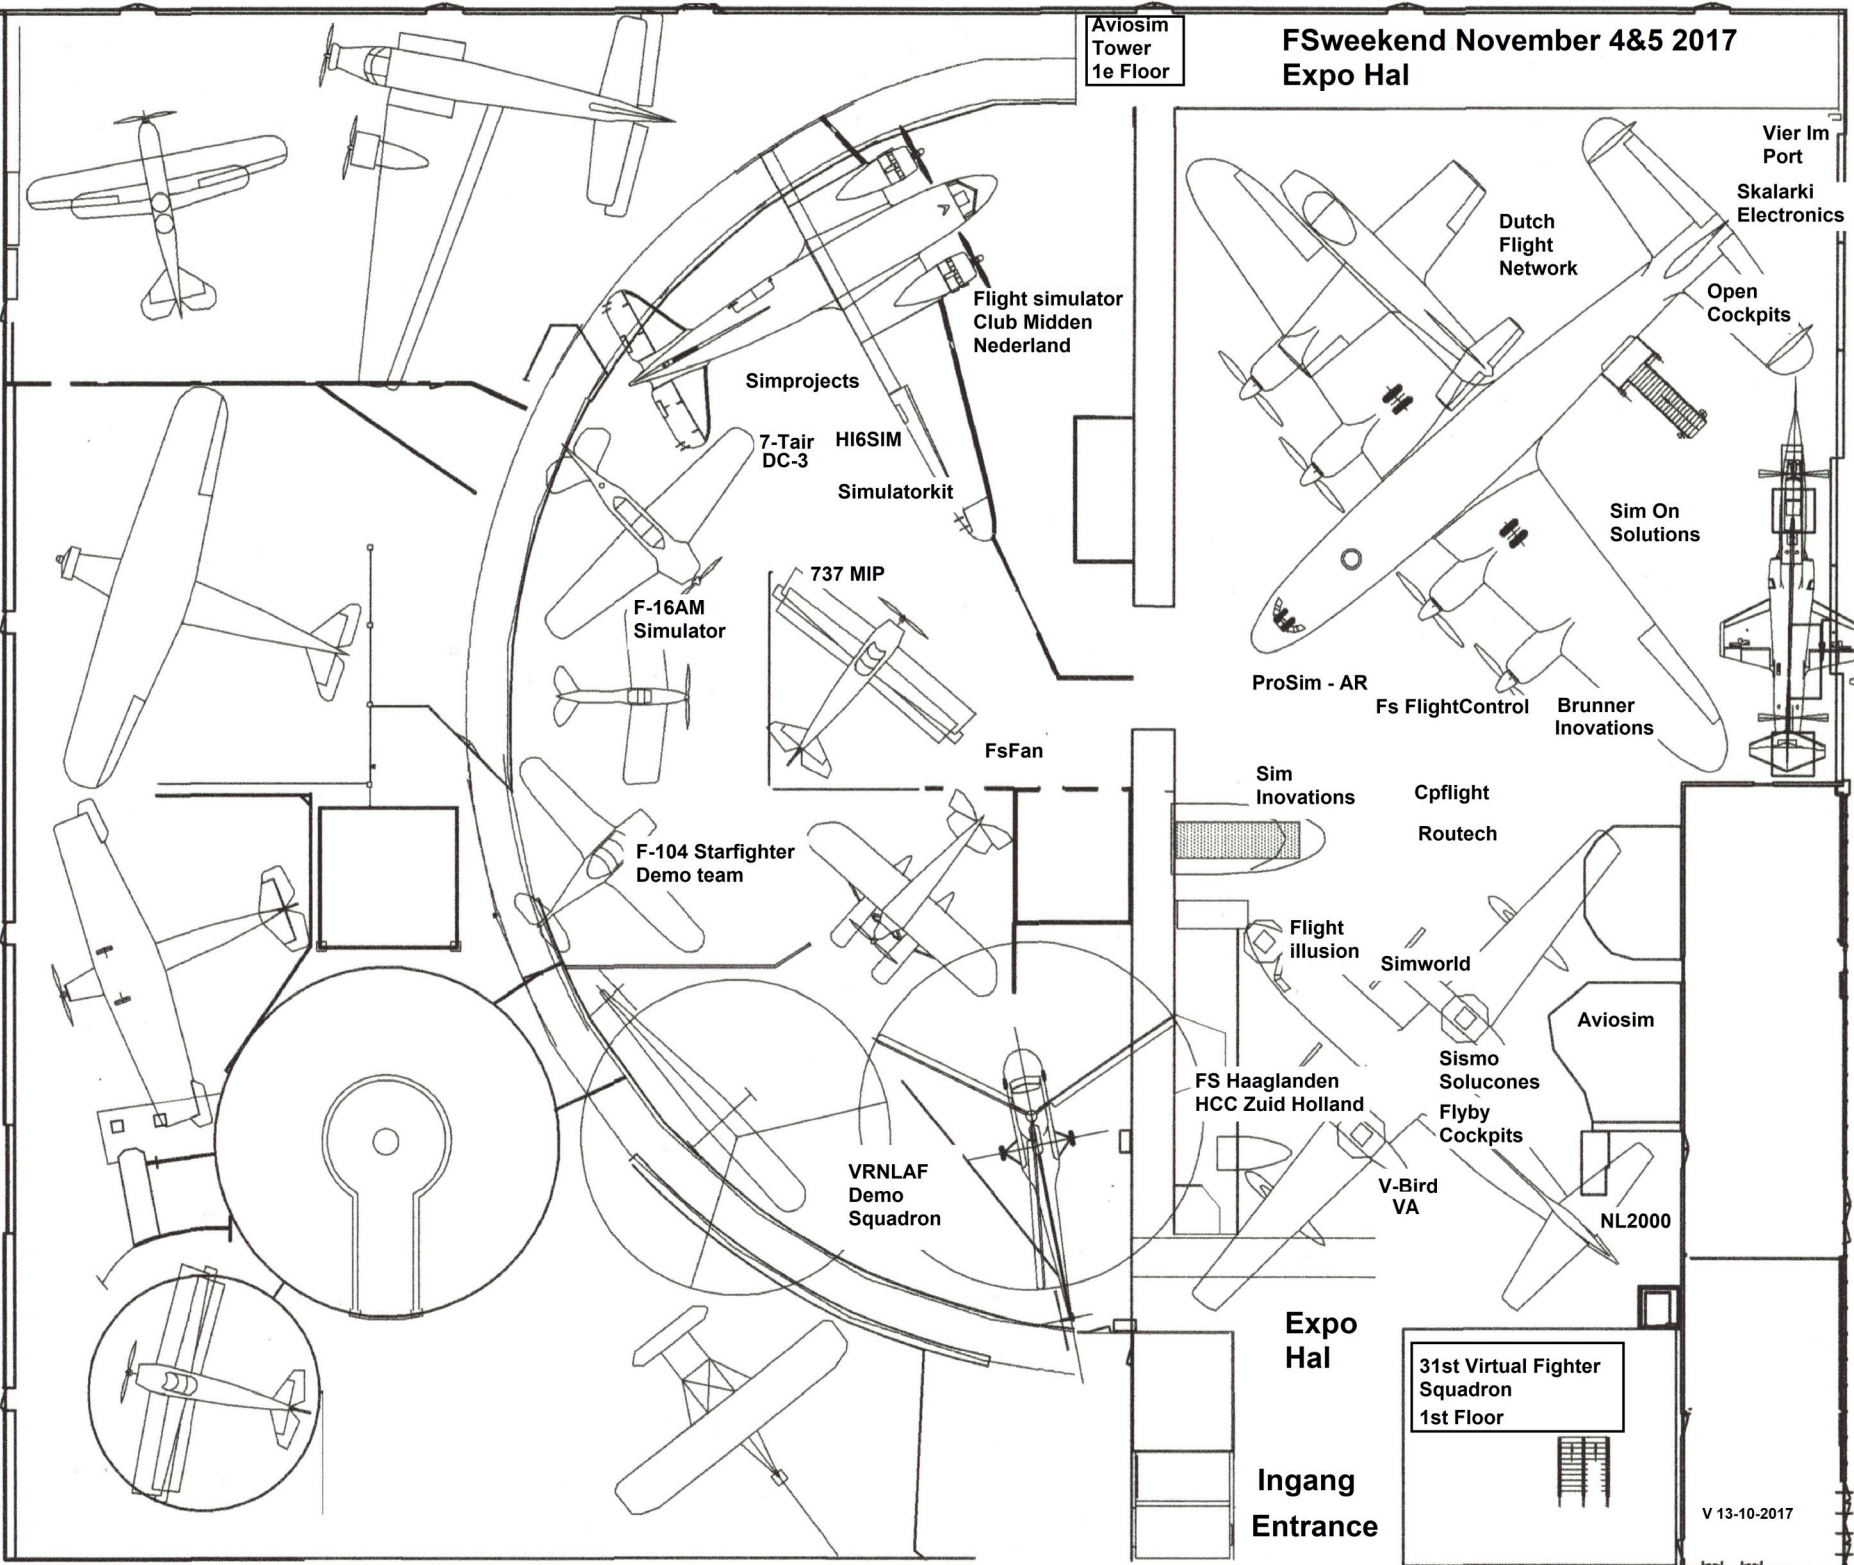 Aviosim
Tower
1e Floor
FSweekend November 4&5 2017
Expo Hal
Vier Im
Port
Skalarki
Electronics
Dutch
Flight
Network
Open
Cockpits
Flight simulator
Club Midden
Nederland
Simprojects
7-Tair
DC-3
HI6SIM
Simulatorkit
Sim On
Solutions
737 MIP
F-16AM
Simulator
ProSim - AR
Fs FlightControl
Brunner
Inovations
FsFan
Sim
Inovations
Cpflight
Routech
F-104 Starfighter
Demo team
Flight
illusion
Simworld
Aviosim
Sismo
Solucones
FS Haaglanden
HCC Zuid Holland
Flyby
Cockpits
VRNLAF
Demo
Squadron
V-Bird
VA
NL2000
Expo
Hal
31st Virtual Fighter
Squadron
1st Floor
Ingang
Entrance
V 13-10-2017